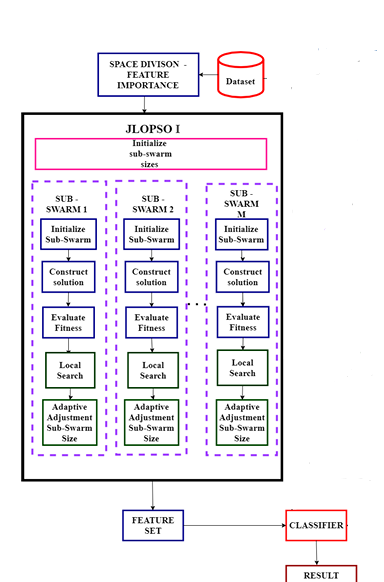 SPACE DIVISON -
FEATURE
IMPORTANCE
Dataset
JLOPSO I
Initialize
sub-swarm
sizes
SUB -
SWARM 1
Initialize
Sub-Swarm
Construct
solution
Evaluate
Fitness
Local
Search
Adaptive
Adjustment
Sub-Swarm
Size
SUB -
SWARM 2
Initialize
Sub-Swarm
Construct
solution
Evaluate
Fitness
Local
Search
Adaptive
Adjustment
Sub-Swarm
Size
. . .
SUB -
SWARM
M
Initialize
Sub-Swarm
Construct
solution
Evaluate
Fitness
Local
Search
Adaptive
Adjustment
Sub-Swarm
Size
FEATURE
SET
CLASSIFIER
RESULT